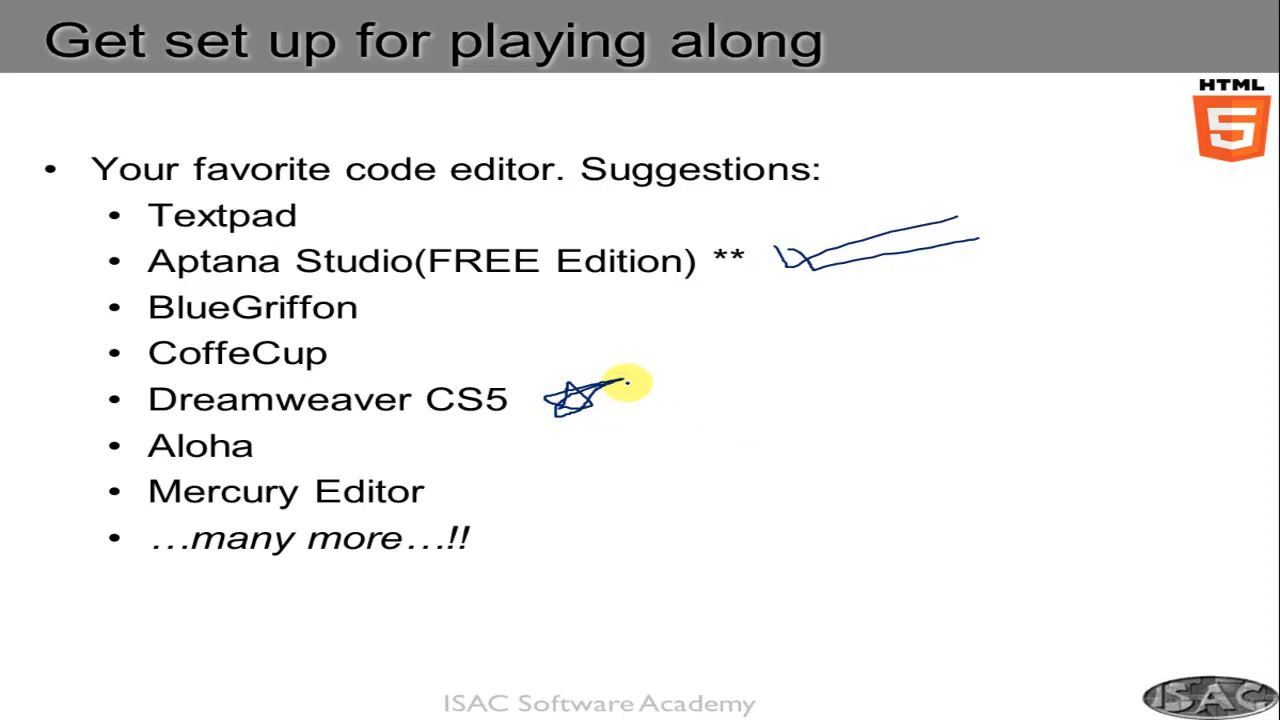 Get set up for playing along
HTML
5
• Your favorite code editor. Suggestions:
• Textpad
• Aptana Studio(FREE Edition) **
• BlueGriffon
• CoffeCup
• Dreamweaver CS5
• Aloha
• Mercury Editor
• …many more…!!
ISAC Software Academy
ISAC